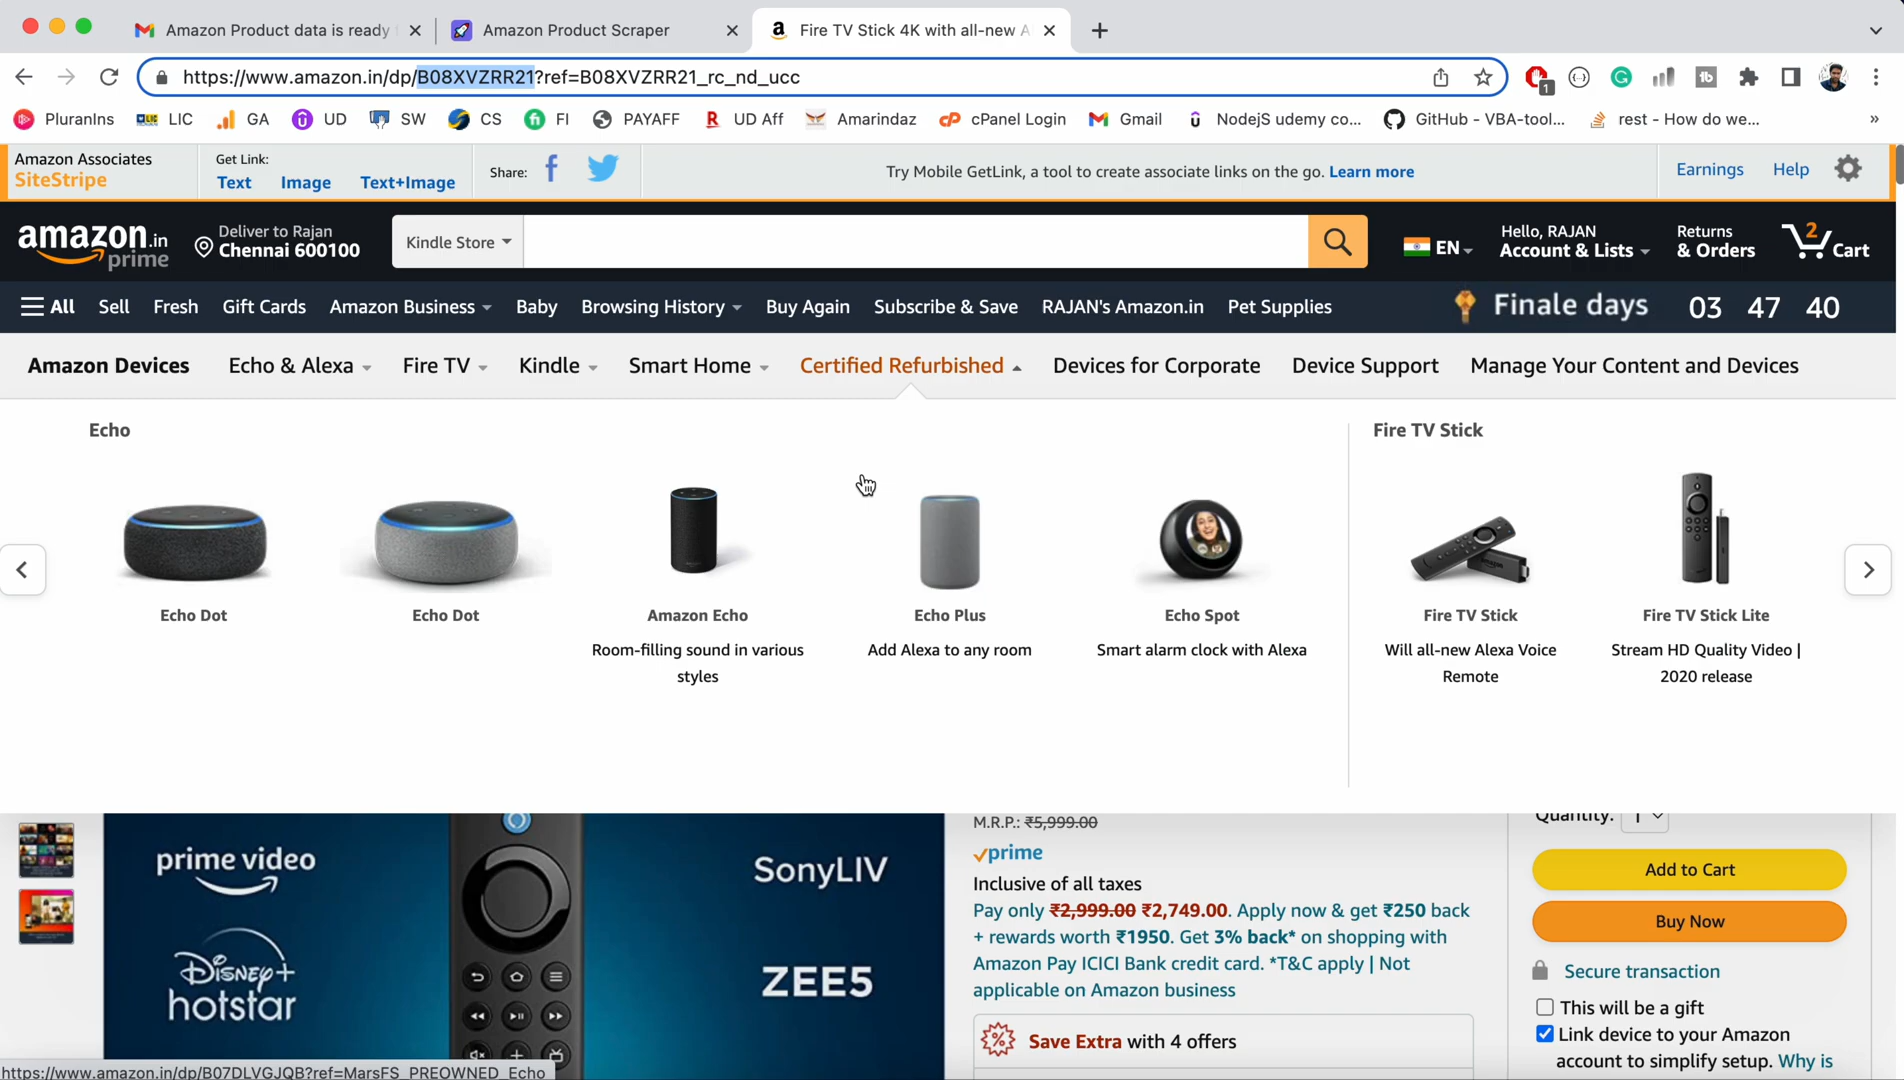 Amazon Product data is ready
Amazon Product Scraper
Fire TV Stick 4K with all-new A
https://www.amazon.in/dp/B08XVZRR21?ref=B08XVZRR21_rc_nd_ucc
1
PluranIns
LIC
GA
UD
SW
CS
FI
PAYAFF
UD Aff
Amarindaz
cPanel Login
Gmail
NodejS udemy co...
GitHub - VBA-tool...
rest - How do we...
»
Amazon Associates
SiteStripe
Get Link:
Text Image Text+Image
Share:
Try Mobile GetLink, a tool to create associate links on the go. Learn more
Earnings
Help
amazon.in
prime
Deliver to Rajan
Chennai 600100
Kindle Store
EN
Hello, RAJAN
Account & Lists
Returns
& Orders
2
Cart
All
Sell
Fresh
Gift Cards
Amazon Business
Baby
Browsing History
Buy Again
Subscribe & Save
RAJAN's Amazon.in
Pet Supplies
Finale days 03 47 40
Amazon Devices
Echo & Alexa
Fire TV
Kindle
Smart Home
Certified Refurbished
Devices for Corporate
Device Support
Manage Your Content and Devices
Echo
Fire TV Stick
Echo Dot
Echo Dot
Amazon Echo
Room-filling sound in various
styles
Echo Plus
Add Alexa to any room
Echo Spot
Smart alarm clock with Alexa
Fire TV Stick
Will all-new Alexa Voice
Remote
Fire TV Stick Lite
Stream HD Quality Video |
2020 release
prime video
SonyLIV
Disney+
hotstar
ZEE5
M.R.P.: ₹5,999.00
prime
Inclusive of all taxes
Pay only ₹2,999.00 ₹2,749.00. Apply now & get ₹250 back
+ rewards worth ₹1950. Get 3% back* on shopping with
Amazon Pay ICICI Bank credit card. *T&C apply | Not
applicable on Amazon business
Save Extra with 4 offers
Quantity: 1
Add to Cart
Buy Now
Secure transaction
This will be a gift
Link device to your Amazon
account to simplify setup. Why is
https://www.amazon.in/dp/B07DLVGJQB?ref=MarsFS_PREOWNED_Echo